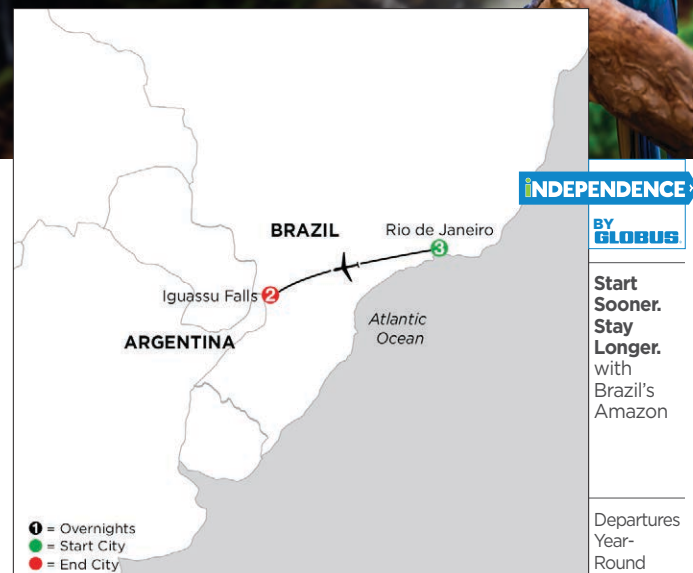 iNDEPENDENCE
BY
GLOBUS.
BRAZIL
Rio de Janeiro
3
Iguassu Falls 2
ARGENTINA
Atlantic
Ocean
1 = Overnights
= Start City
= End City
Start
Sooner.
Stay
Longer.
with
Brazil's
Amazon
Departures
Year-
Round